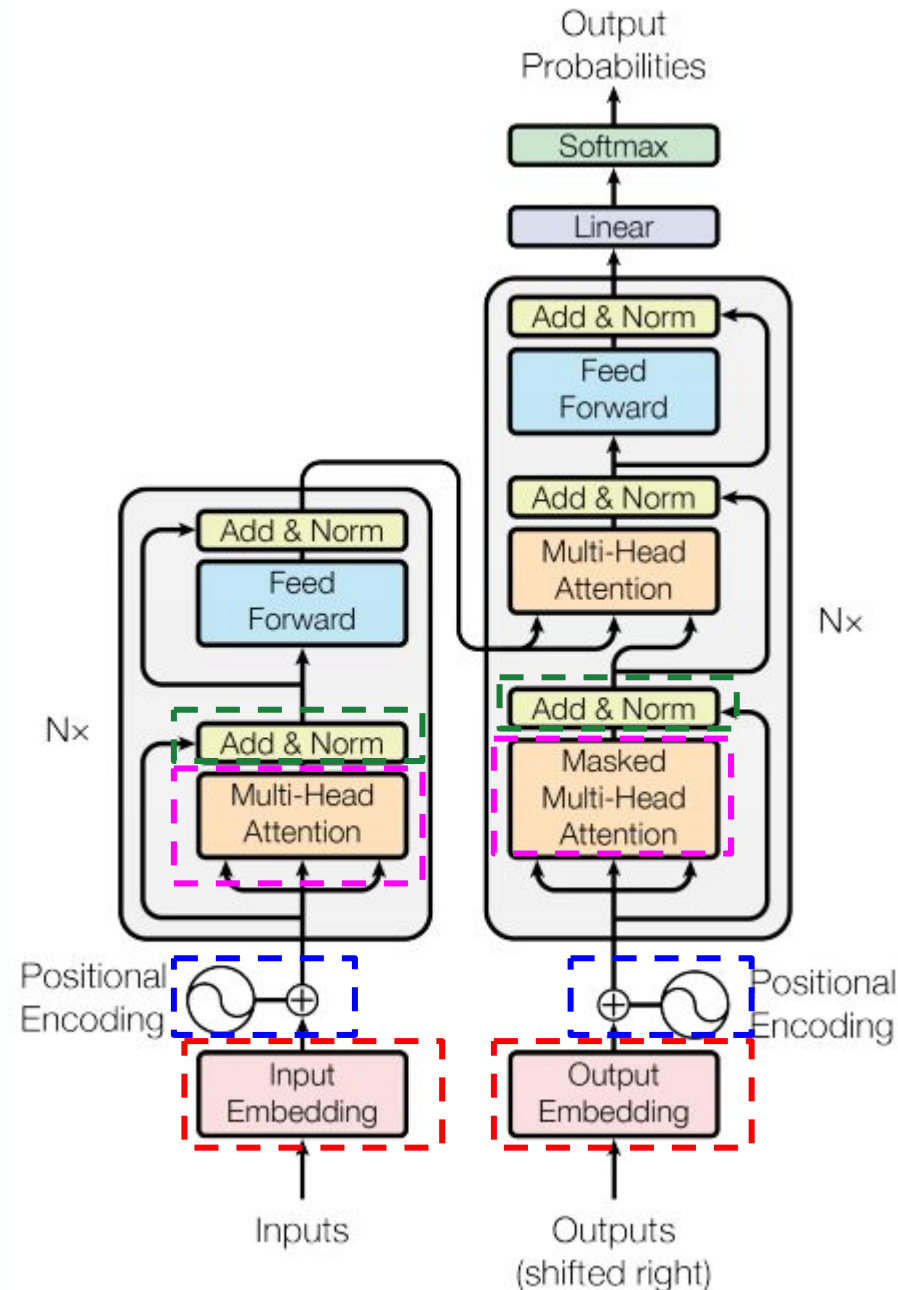 Output
Probabilities
Softmax
Linear
Add & Norm
Feed
Forward
Add & Norm
Multi-Head
Attention
Add & Norm
Masked
Multi-Head
Attention
Nx
Add & Norm
Feed
Forward
Add & Norm
Multi-Head
Attention
Nx
Positional
Encoding
Positional
Encoding
Input
Embedding
Output
Embedding
Inputs
Outputs
(shifted right)